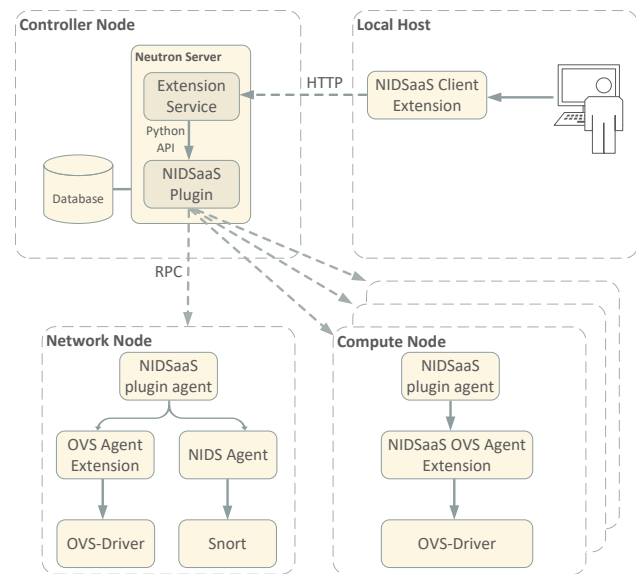 Controller Node
Local Host
Neutron Server
Extension
Service
HTTP
NIDSaaS Client
Extension
Python
API
NIDSaaS
Plugin
Database
RPC
Network Node
NIDSaaS
plugin agent
OVS Agent
Extension
NIDS Agent
OVS-Driver
Snort
Compute Node
NIDSaaS
plugin agent
NIDSaaS OVS Agent
Extension
OVS-Driver